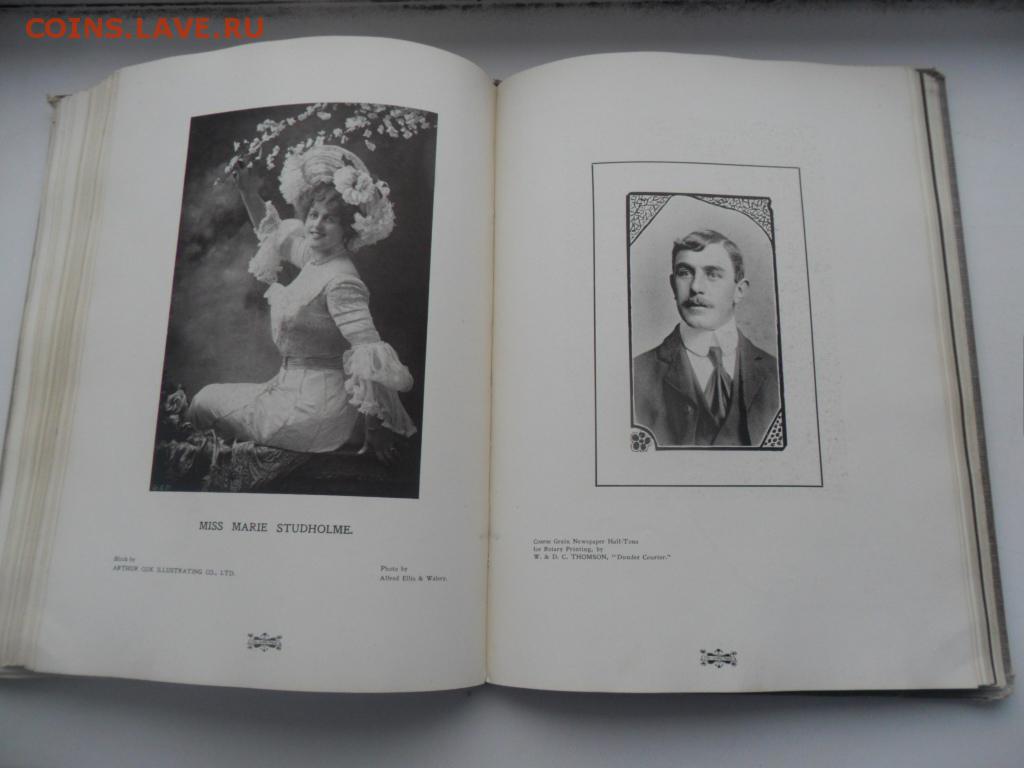 COINS.LAVE.RU
MISS MARIE STUDHOLME.
Block by
ARTHUR COX ILLUSTRATING CO., LTD.
Photo by
Alfred Ellis & Walery.
Coarse Grain Newspaper Half-Tone
for Rotary Printing, by
W. & D. C. THOMSON, "Dundee Courier."